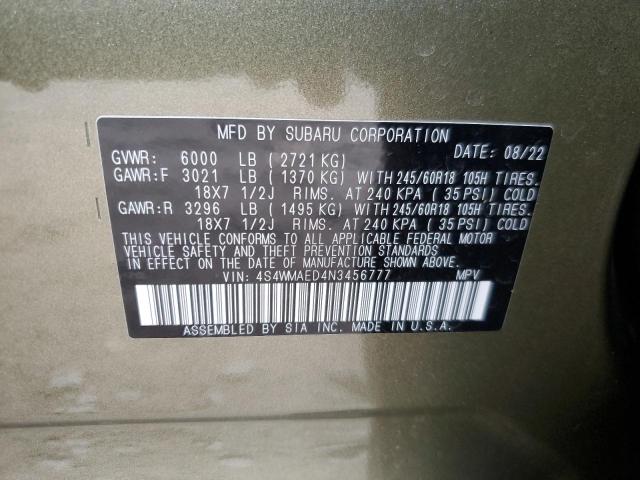 MFD BY SUBARU CORPORATION
GVWR: 6000 LB ( 2721 KG) DATE: 08/22
GAWR:F 3021 LB ( 1370 KG) WITH 245/60R18 105H TIRES.
18X7 1/2J RIMS. AT 240 KPA ( 35 PSI) COLD
GAWR:R 3296 LB ( 1495 KG) WITH 245/60R18 105H TIRES.
18X7 1/2J RIMS. AT 240 KPA ( 35 PSI) COLD
THIS VEHICLE CONFORMS TO ALL APPLICABLE FEDERAL MOTOR
VEHICLE SAFETY AND THEFT PREVENTION STANDARDS
IN EFFECT ON THE DATE OF MANUFACTURE SHOWN ABOVE.
VIN: 4S4WMAED4N3456777 MPV
ASSEMBLED BY SIA INC. MADE IN U.S.A.